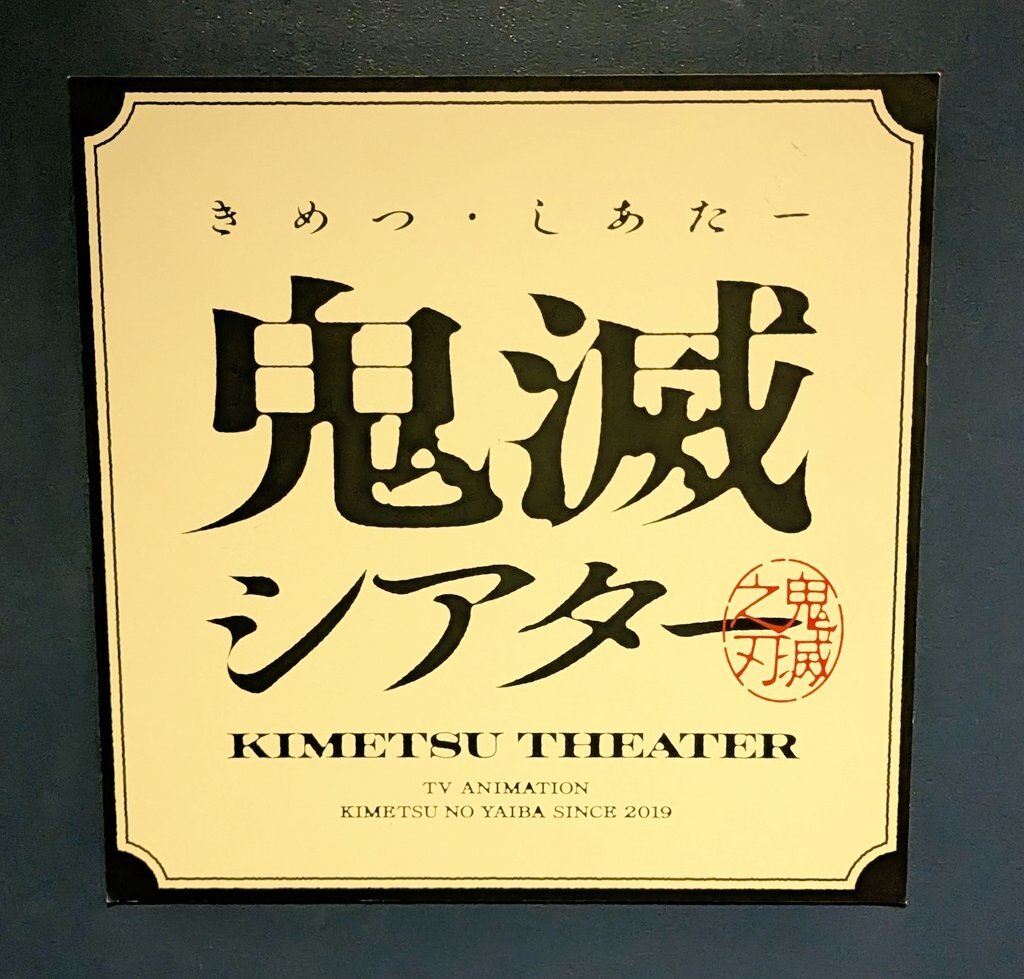 きめつ・しあたー
鬼滅
シアター
鬼滅
之刃
KIMETSU THEATER
TV ANIMATION
KIMETSU NO YAIBA SINCE 2019